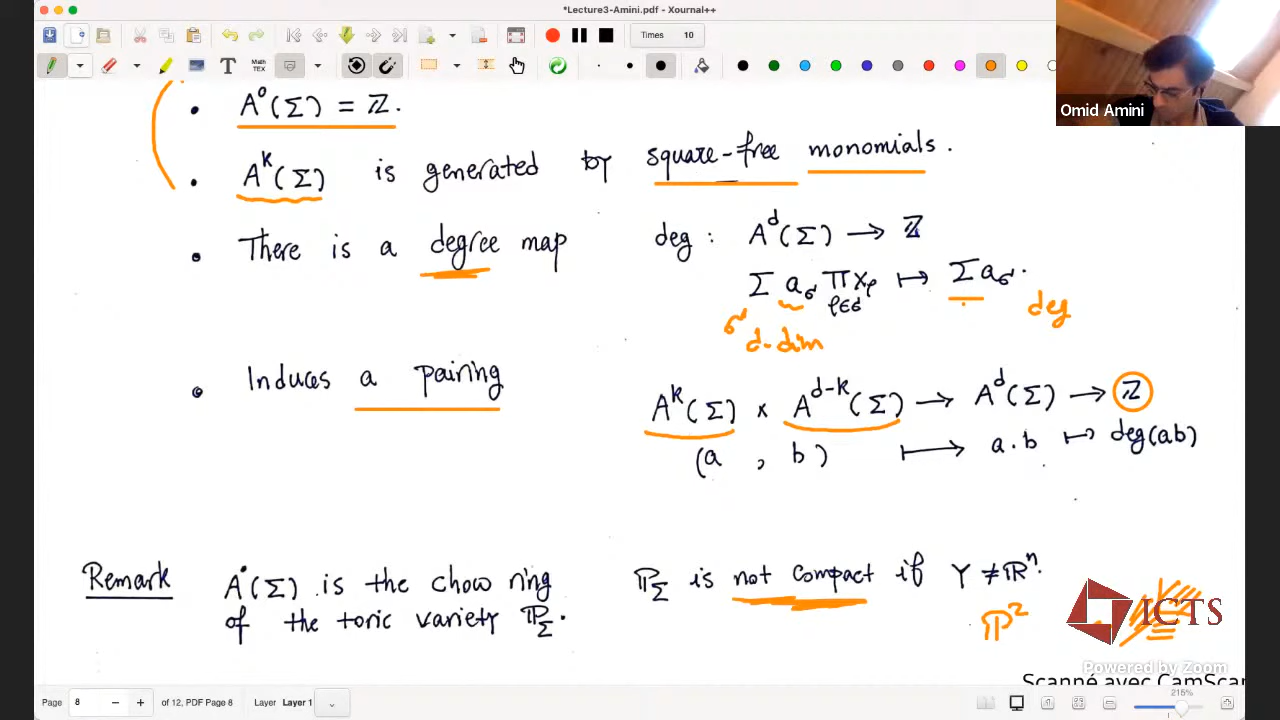 *Lecture3-Amini.pdf - Xournal++
Times 10
Omid Amini
• A⁰(Σ) = ℤ.
• Aᵏ(Σ) is generated by square-free monomials.
• There is a degree map deg : Aᵈ(Σ) → ℤ
Σ a_σ ∏ x_ρ ↦ Σ a_σ.
ρ∈σ
deg
σ d-dim
• Induces a pairing
Aᵏ(Σ) × Aᵈ⁻ᵏ(Σ) → Aᵈ(Σ) → ℤ
(a , b) ↦ a.b ↦ deg(ab)
Remark A˙(Σ) is the chow ring ℙ_Σ is not compact if Y ≠ ℝⁿ.
of the toric variety ℙ_Σ.
ℙ²
ICTS
Powered by Zoom
Scanné avec CamScan
Page 8 of 12, PDF Page 8 Layer Layer 1
215%